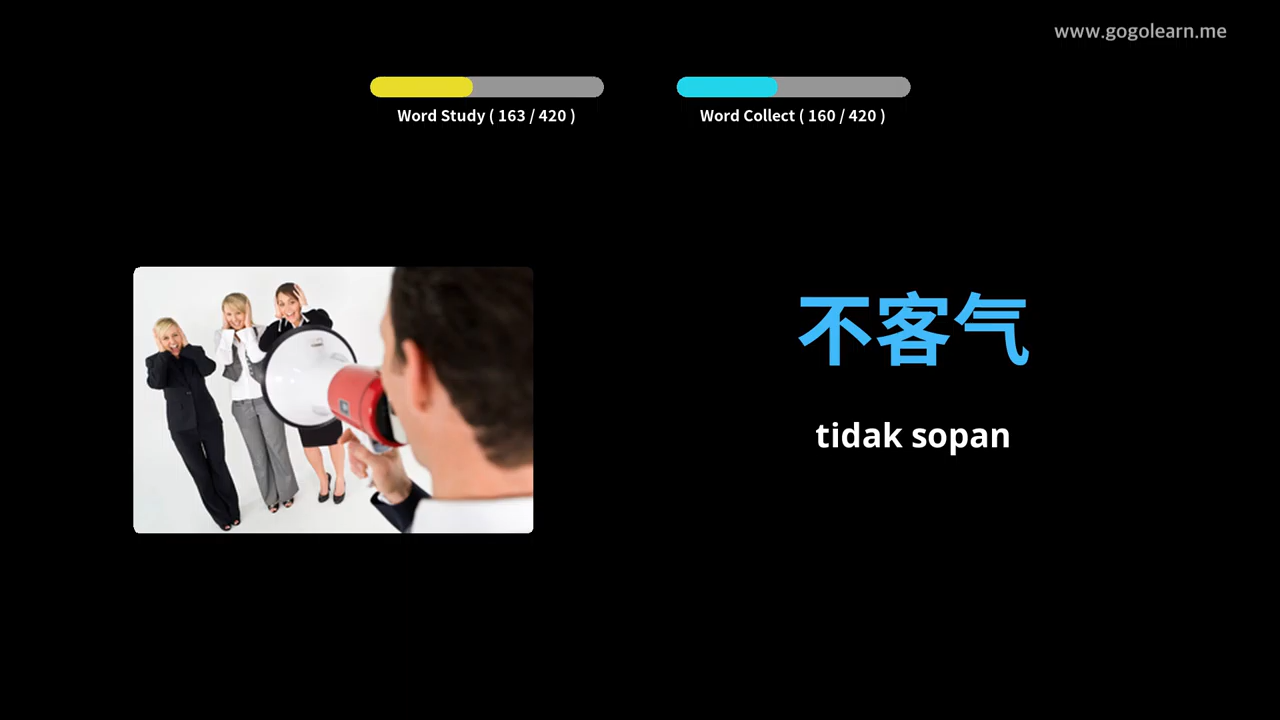 www.gogolearn.me
Word Study ( 163 / 420 )
Word Collect ( 160 / 420 )
不客气
tidak sopan